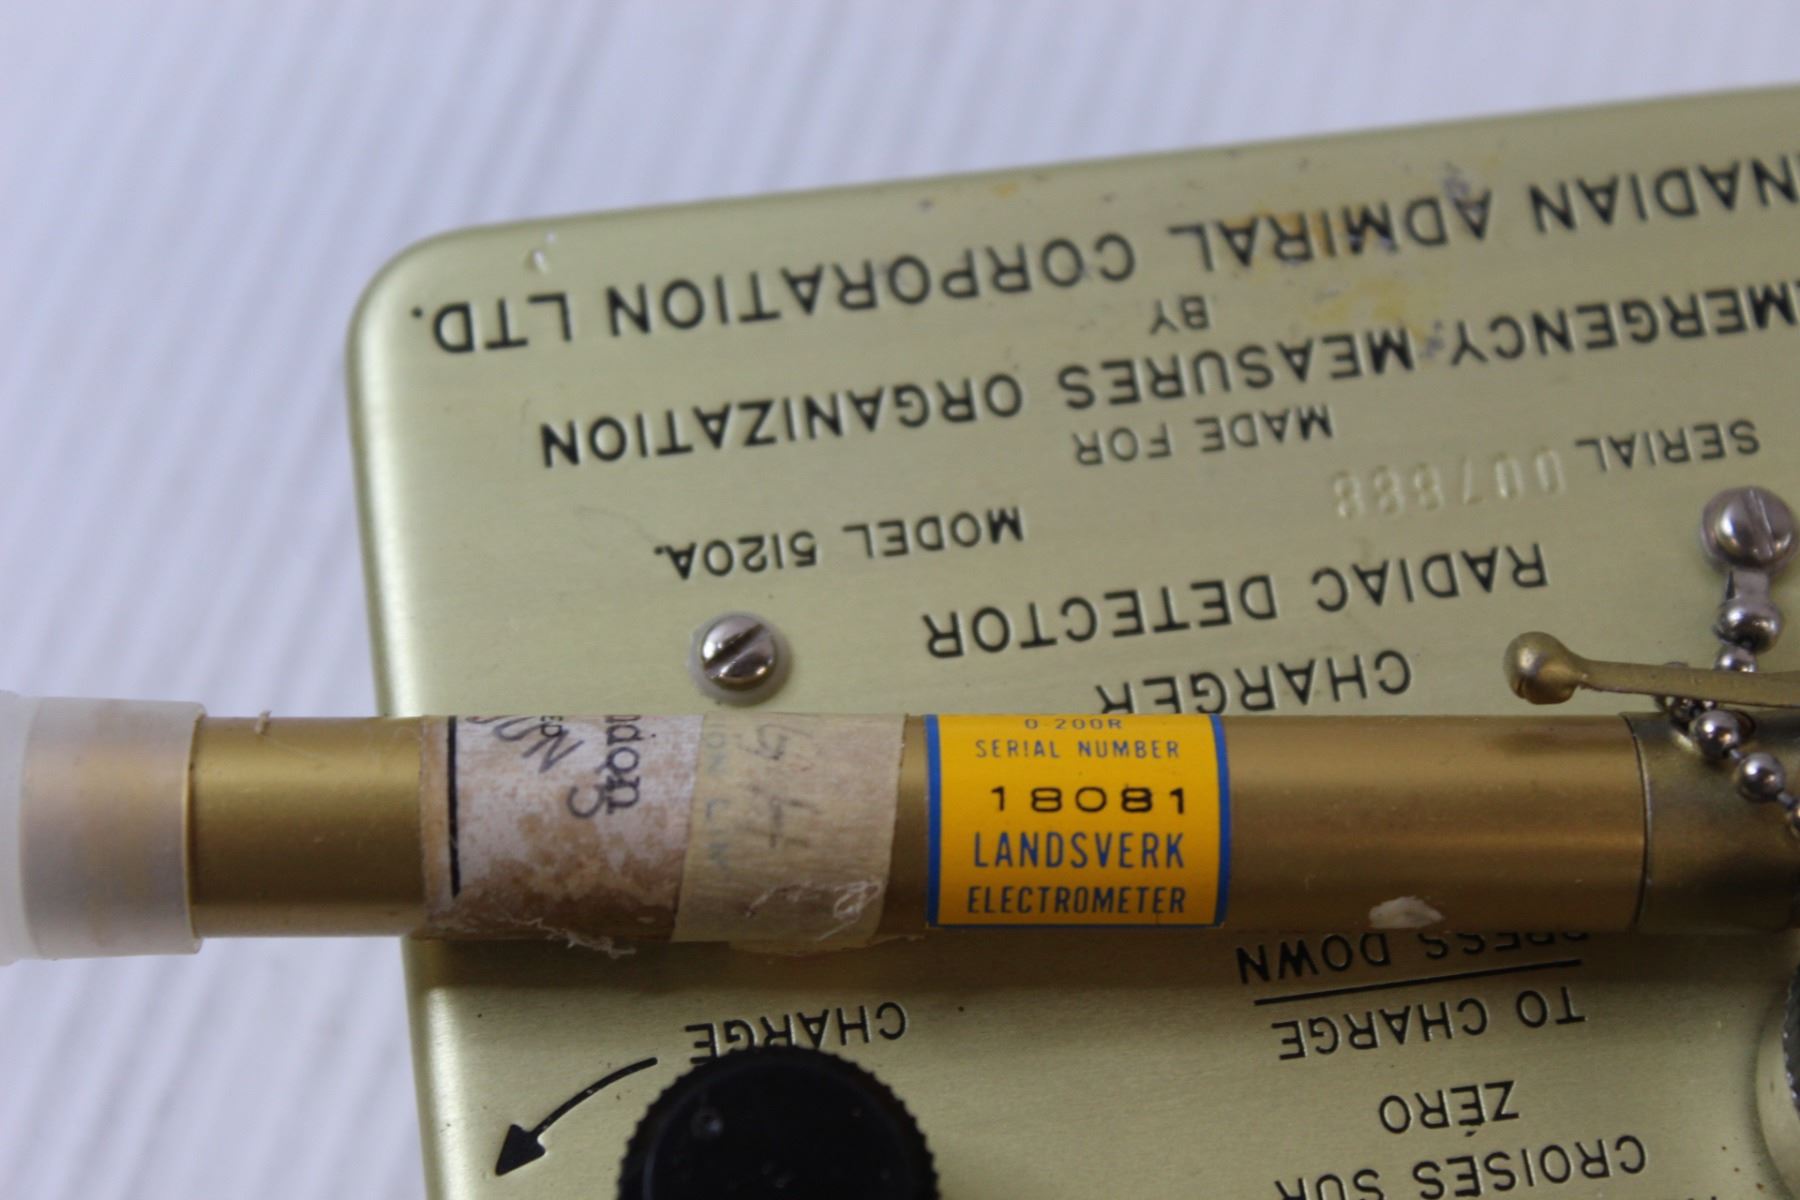 CHARGER
RADIAC DETECTOR
SERIAL 007888
MODEL 5120A.
MADE FOR
EMERGENCY MEASURES ORGANIZATION
BY
NADIAN ADMIRAL CORPORATION LTD.
0-200R
SERIAL NUMBER
18081
LANDSVERK
ELECTROMETER
CROISES SUR
ZÉRO
TO CHARGE
PRESS DOWN
CHARGE